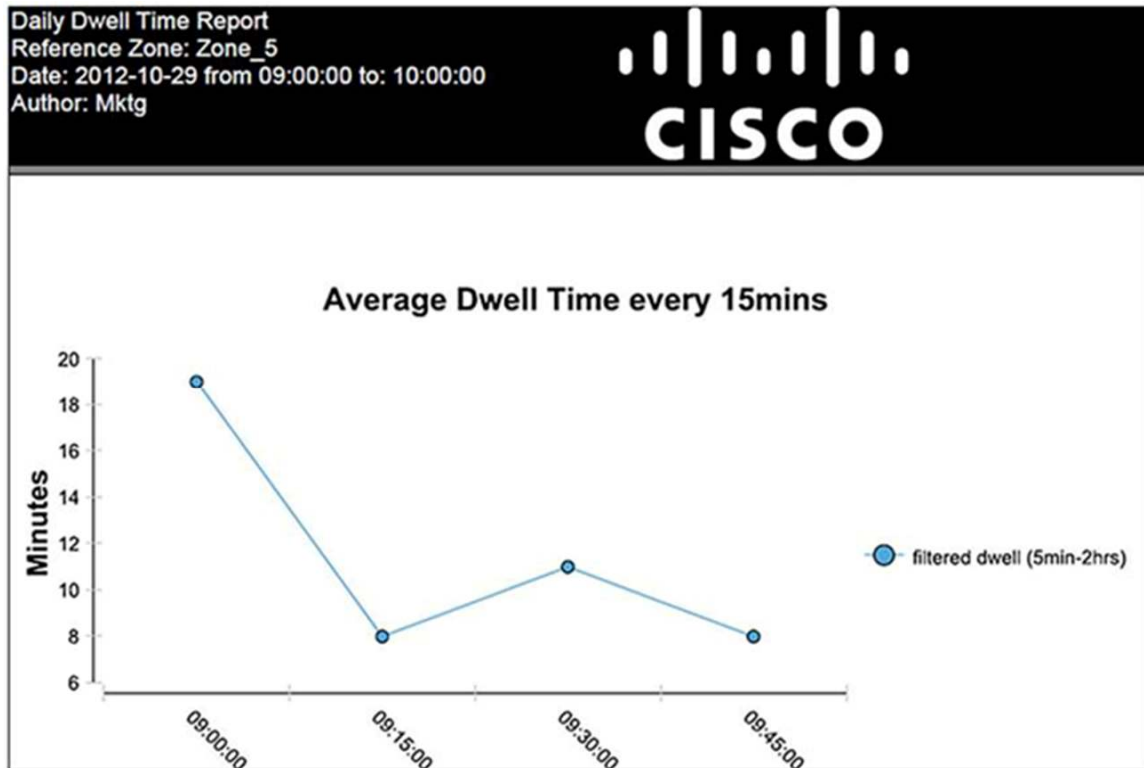 Daily Dwell Time Report
Reference Zone: Zone_5
Date: 2012-10-29 from 09:00:00 to: 10:00:00
Author: Mktg
CISCO
Average Dwell Time every 15mins
20
18
16
14
12
10
8
6
Minutes
filtered dwell (5min-2hrs)
09:00:00
09:15:00
09:30:00
09:45:00